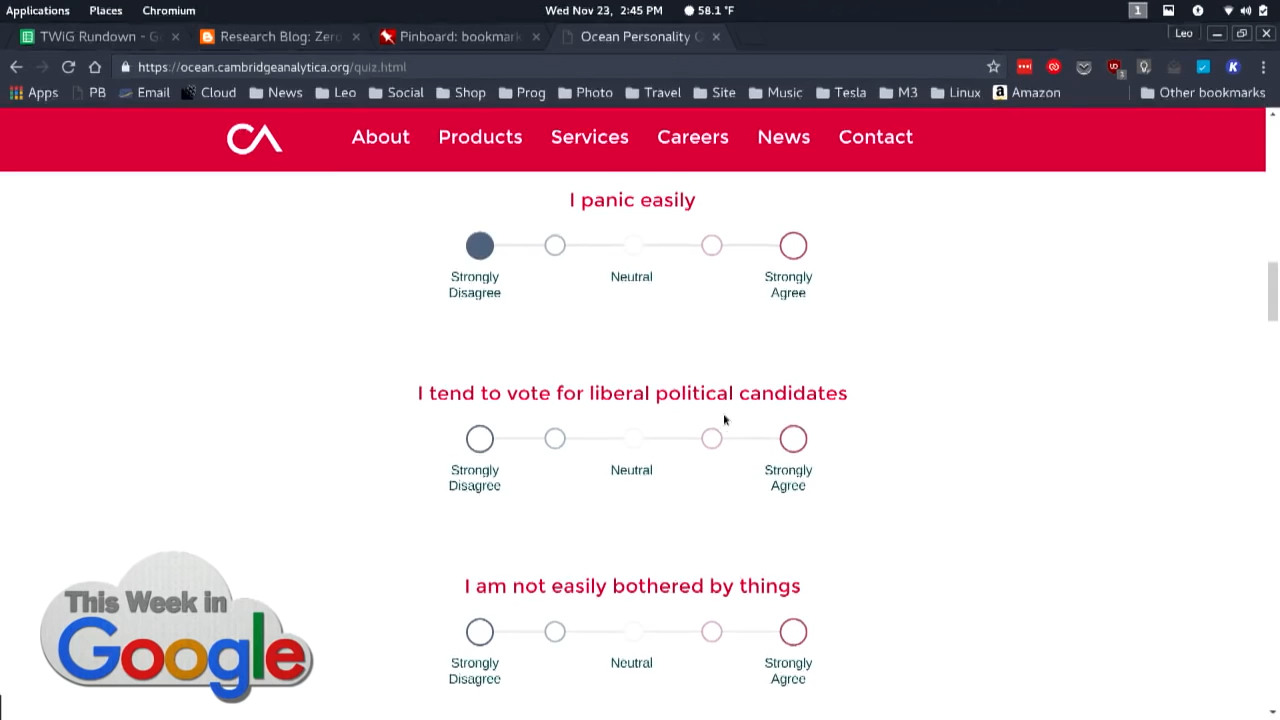 Applications Places Chromium Wed Nov 23, 2:45 PM 58.1 °F 1
TWiG Rundown - G Research Blog: Zero Pinboard: bookmark Ocean Personality Q Leo
https://ocean.cambridgeanalytica.org/quiz.html
Apps PB Email Cloud News Leo Social Shop Prog Photo Travel Site Music Tesla M3 Linux Amazon Other bookmarks
CA About Products Services Careers News Contact
I panic easily
Strongly Disagree
Neutral
Strongly Agree
I tend to vote for liberal political candidates
Strongly Disagree
Neutral
Strongly Agree
I am not easily bothered by things
Strongly Disagree
Neutral
Strongly Agree
This Week in
Google